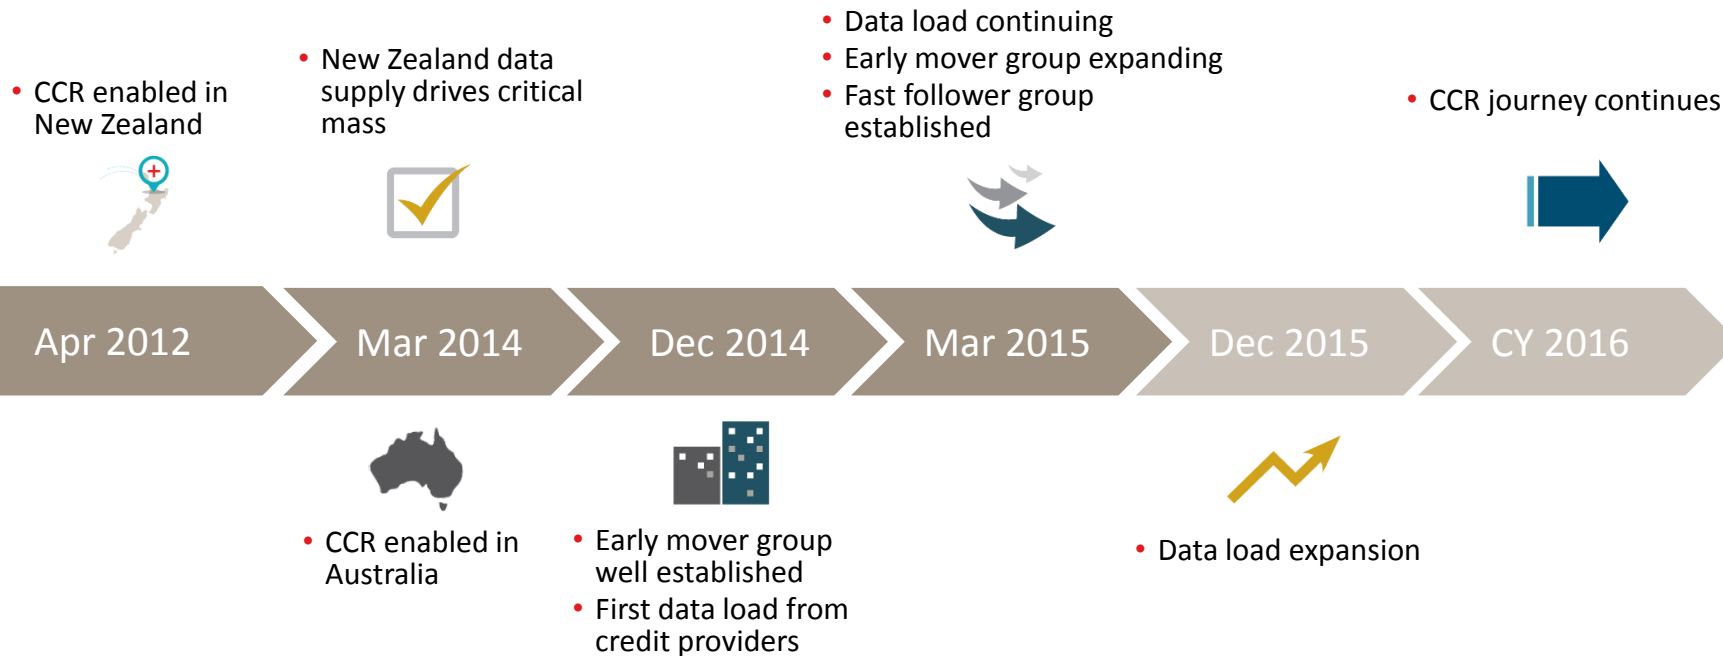 • CCR enabled in
New Zealand
• New Zealand data
supply drives critical
mass
• Data load continuing
• Early mover group expanding
• Fast follower group
established
• CCR journey continues
Apr 2012
Mar 2014
Dec 2014
Mar 2015
Dec 2015
CY 2016
• CCR enabled in
Australia
• Early mover group
well established
• First data load from
credit providers
• Data load expansion